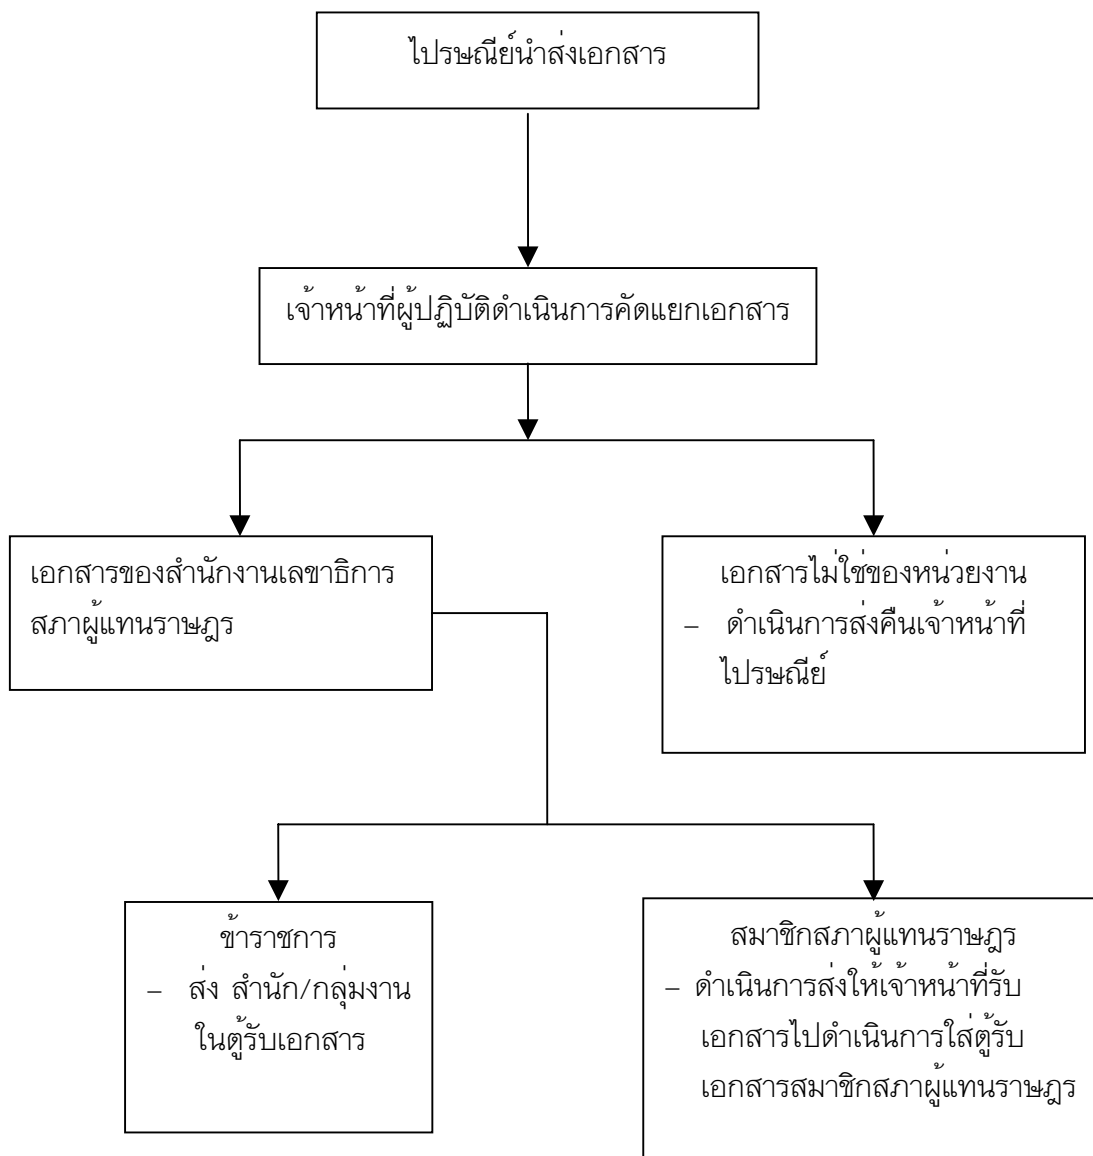 ไปรษณีย์นำส่งเอกสาร
เจ้าหน้าที่ผู้ปฏิบัติดำเนินการคัดแยกเอกสาร
เอกสารของสำนักงานเลขาธิการ
สภาผู้แทนราษฎร
เอกสารไม่ใช่ของหน่วยงาน
– ดำเนินการส่งคืนเจ้าหน้าที่
ไปรษณีย์
ข้าราชการ
– ส่ง สำนัก/กลุ่มงาน
ในตู้รับเอกสาร
สมาชิกสภาผู้แทนราษฎร
– ดำเนินการส่งให้เจ้าหน้าที่รับ
เอกสารไปดำเนินการใส่ตู้รับ
เอกสารสมาชิกสภาผู้แทนราษฎร